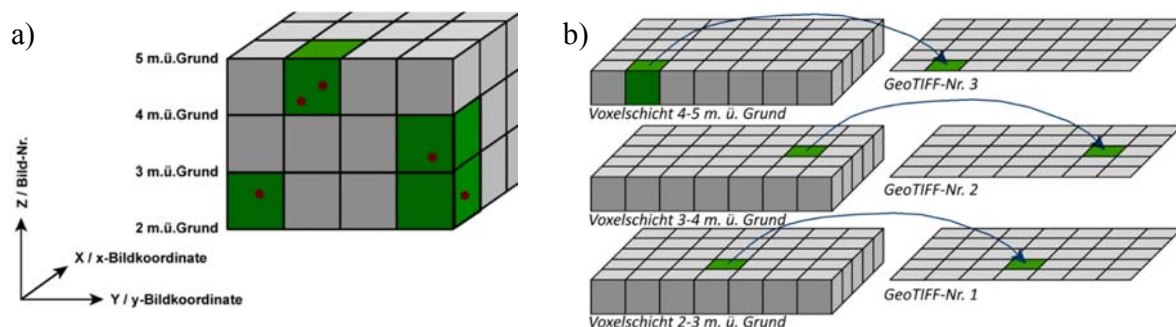 a)
5 m.ü.Grund
4 m.ü.Grund
3 m.ü.Grund
2 m.ü.Grund
Z / Bild-Nr.
X / x-Bildkoordinate
Y / y-Bildkoordinate
b)
GeoTIFF-Nr. 3
Voxelschicht 4-5 m. ü. Grund
GeoTIFF-Nr. 2
Voxelschicht 3-4 m. ü. Grund
GeoTIFF-Nr. 1
Voxelschicht 2-3 m. ü. Grund